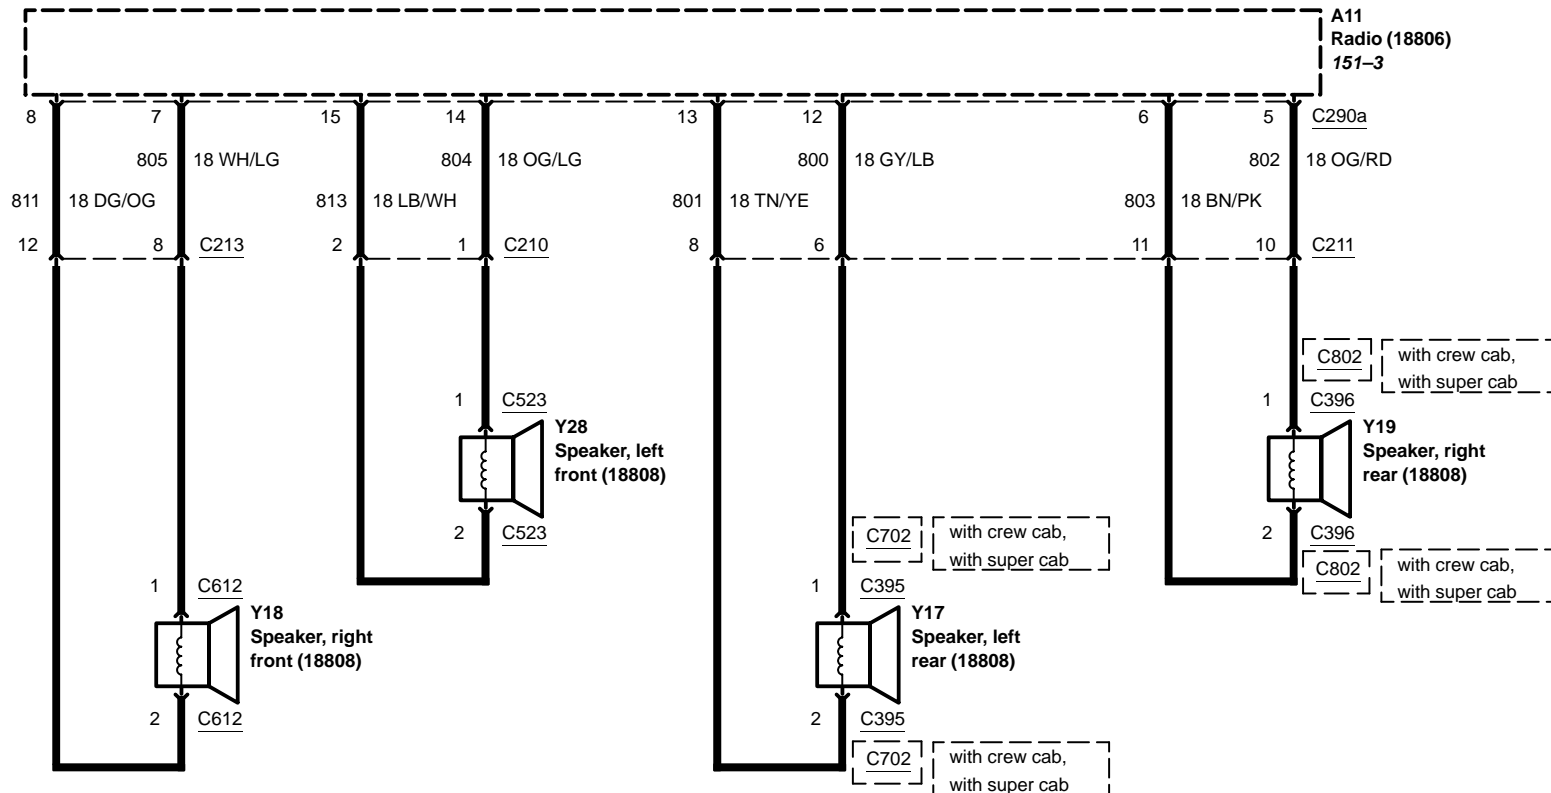 A11
Radio (18806)
151–3
8 7 15 14 13 12 6 5 C290a
805 18 WH/LG 804 18 OG/LG 800 18 GY/LB 802 18 OG/RD
811 18 DG/OG 813 18 LB/WH 801 18 TN/YE 803 18 BN/PK
12 8 C213 2 1 C210 8 6 11 10 C211
C802 with crew cab,
with super cab
1 C523 1 C396
Y28
Speaker, left
front (18808)
Y19
Speaker, right
rear (18808)
2 C523 2 C396
C702 with crew cab,
with super cab
C802 with crew cab,
with super cab
1 C612 1 C395
Y18
Speaker, right
front (18808)
Y17
Speaker, left
rear (18808)
2 C612 2 C395
C702 with crew cab,
with super cab